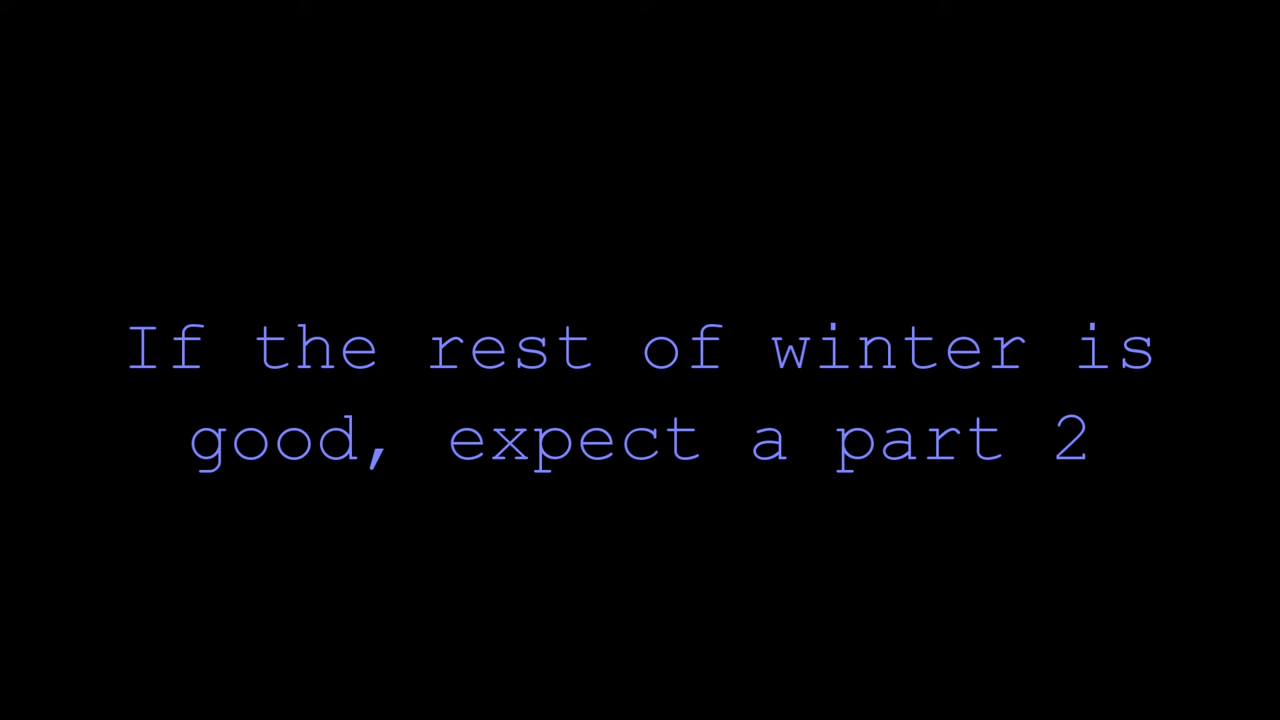 If the rest of winter is
good, expect a part 2